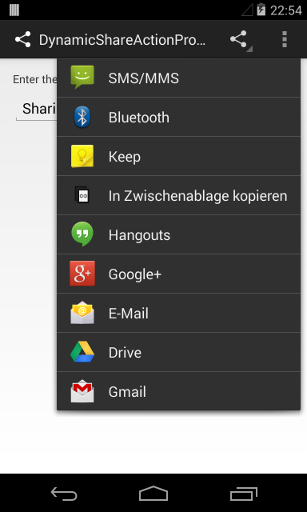 22:54
DynamicShareActionPro...
Enter the
Shari
SMS/MMS
Bluetooth
Keep
In Zwischenablage kopieren
Hangouts
Google+
E-Mail
Drive
Gmail